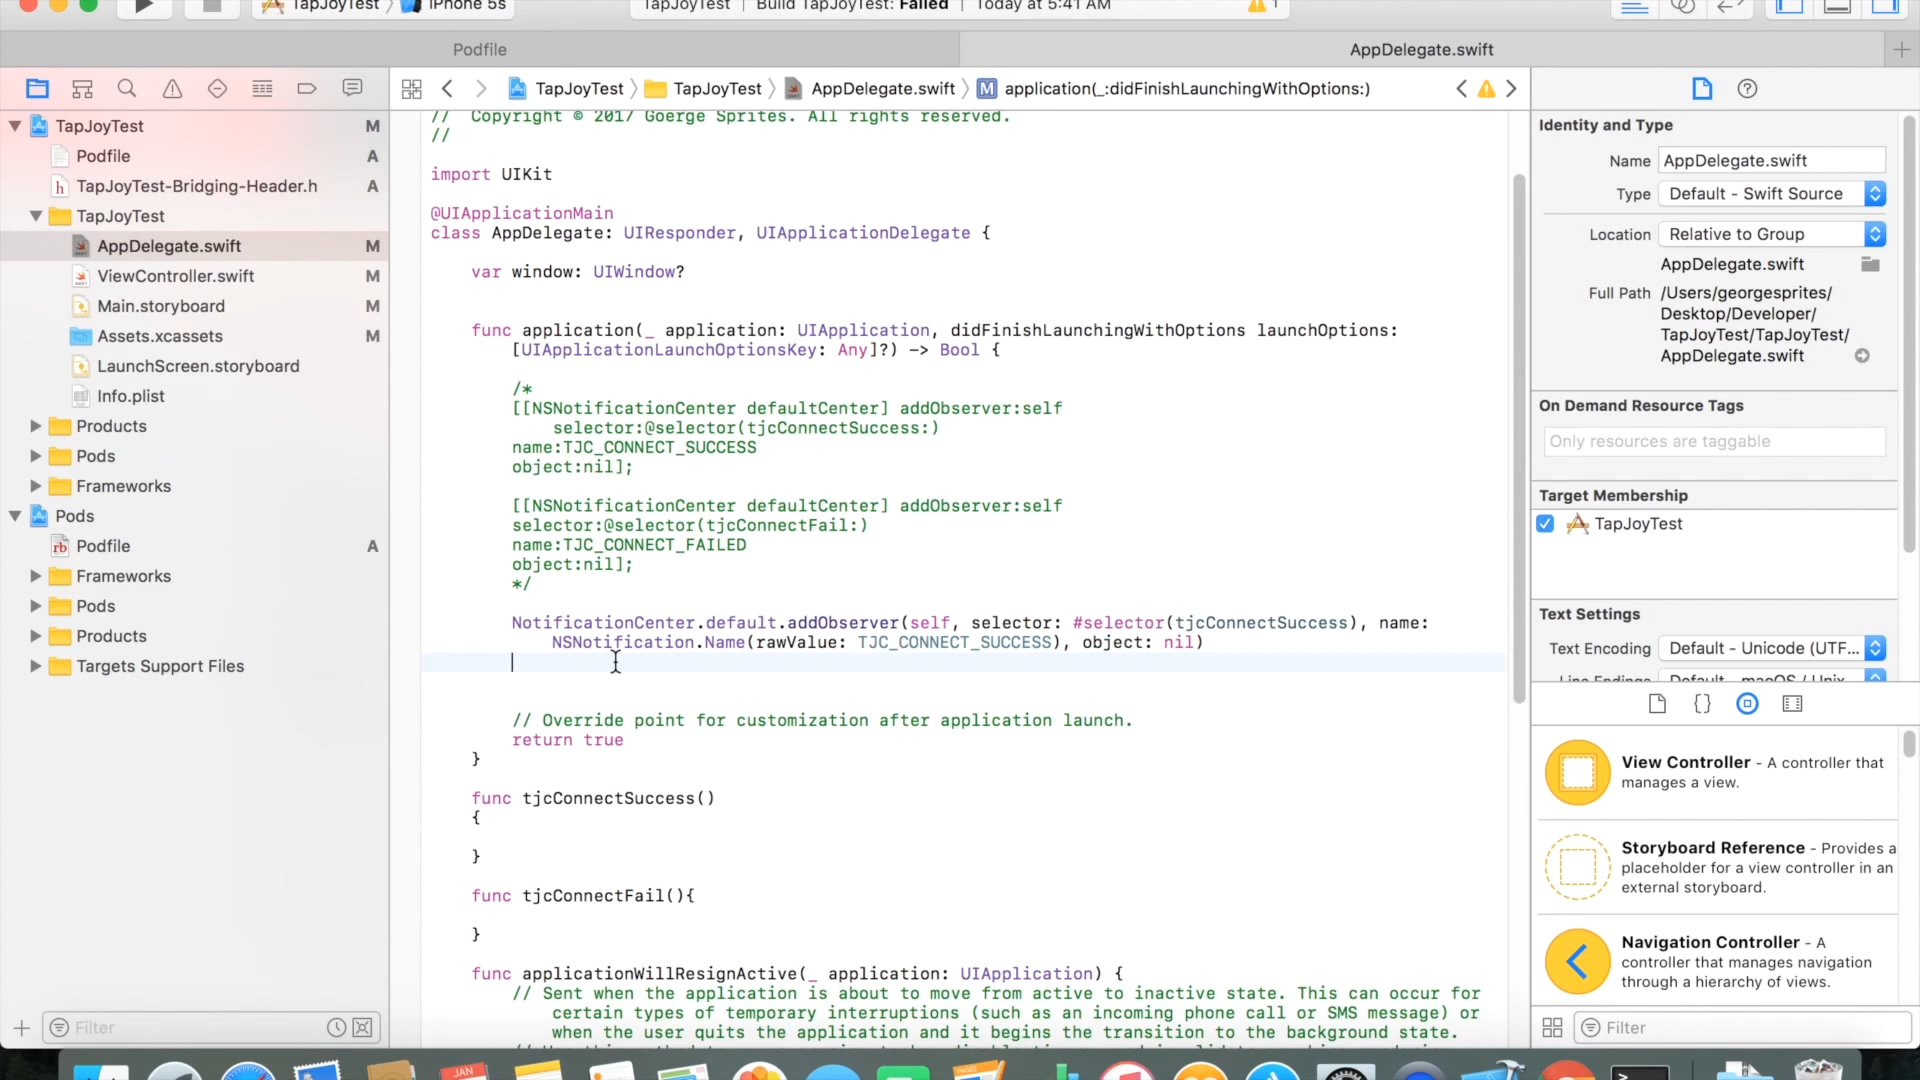 TapJoyTest
iPhone 5s
TapJoyTest | Build TapJoyTest: Failed | Today at 5:41 AM
1
Podfile
AppDelegate.swift
TapJoyTest
TapJoyTest
AppDelegate.swift
M application(_:didFinishLaunchingWithOptions:)
TapJoyTest M
Podfile A
h TapJoyTest-Bridging-Header.h A
TapJoyTest
AppDelegate.swift M
ViewController.swift M
Main.storyboard M
Assets.xcassets M
LaunchScreen.storyboard
Info.plist
Products
Pods
Frameworks
Pods
rb Podfile A
Frameworks
Pods
Products
Targets Support Files
Filter
//  Copyright © 2017 Goerge Sprites. All rights reserved.
//
import UIKit
@UIApplicationMain
class AppDelegate: UIResponder, UIApplicationDelegate {
var window: UIWindow?
func application(_ application: UIApplication, didFinishLaunchingWithOptions launchOptions:
[UIApplicationLaunchOptionsKey: Any]?) -> Bool {
/*
[[NSNotificationCenter defaultCenter] addObserver:self
selector:@selector(tjcConnectSuccess:)
name:TJC_CONNECT_SUCCESS
object:nil];
[[NSNotificationCenter defaultCenter] addObserver:self
selector:@selector(tjcConnectFail:)
name:TJC_CONNECT_FAILED
object:nil];
*/
NotificationCenter.default.addObserver(self, selector: #selector(tjcConnectSuccess), name:
NSNotification.Name(rawValue: TJC_CONNECT_SUCCESS), object: nil)
// Override point for customization after application launch.
return true
}
func tjcConnectSuccess()
{
}
func tjcConnectFail(){
}
func applicationWillResignActive(_ application: UIApplication) {
// Sent when the application is about to move from active to inactive state. This can occur for
certain types of temporary interruptions (such as an incoming phone call or SMS message) or
when the user quits the application and it begins the transition to the background state.
Identity and Type
Name AppDelegate.swift
Type Default - Swift Source
Location Relative to Group
AppDelegate.swift
Full Path /Users/georgesprites/
Desktop/Developer/
TapJoyTest/TapJoyTest/
AppDelegate.swift
On Demand Resource Tags
Only resources are taggable
Target Membership
TapJoyTest
Text Settings
Text Encoding Default - Unicode (UTF...
Line Endings Default - macOS / Unix
View Controller - A controller that
manages a view.
Storyboard Reference - Provides a
placeholder for a view controller in an
external storyboard.
Navigation Controller - A
controller that manages navigation
through a hierarchy of views.
Filter
JAN
PAGES